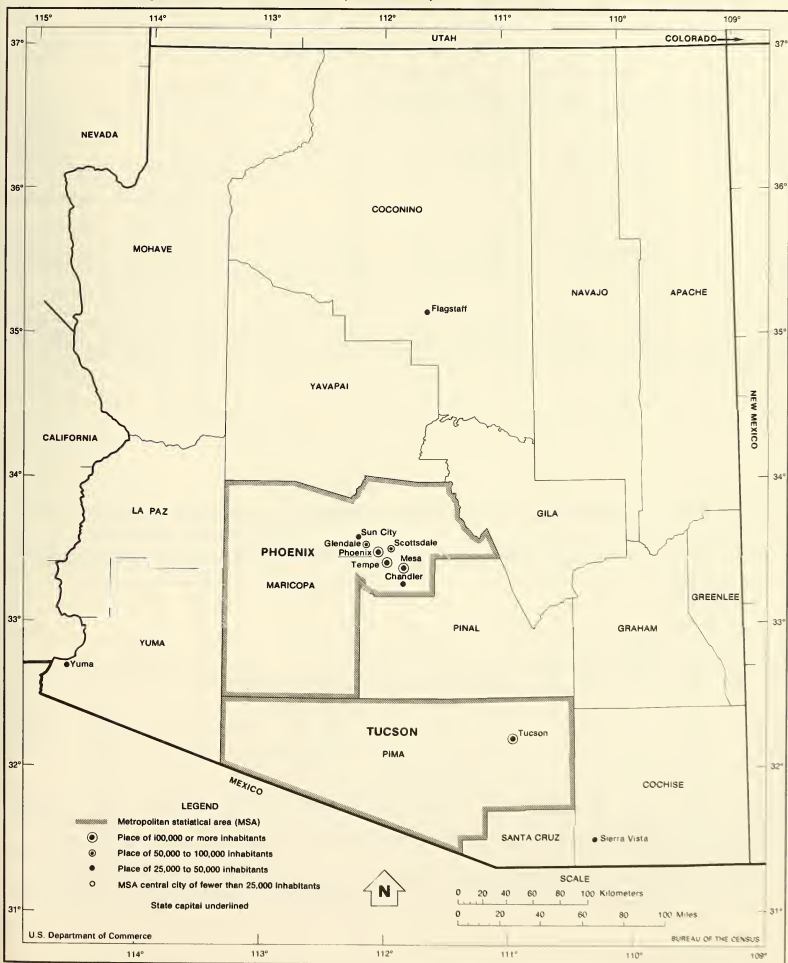 115°
114°
113°
112°
111°
110°
109°
37°
UTAH
COLORADO
37°
NEVADA
36°
36°
COCONINO
MOHAVE
NAVAJO
APACHE
Flagstaff
35°
35°
YAVAPAI
NEW MEXICO
CALIFORNIA
34°
34°
LA PAZ
GILA
Sun City
Glendale
Scottsdale
PHOENIX
Phoenix
Mesa
Tempe
MARICOPA
Chandler
GREENLEE
33°
33°
YUMA
PINAL
GRAHAM
Yuma
TUCSON
Tucson
PIMA
32°
32°
MEXICO
COCHISE
LEGEND
Metropolitan statiatical area (MSA)
Place of 100,000 or more inhabitants
SANTA CRUZ
Sierra Vista
Place of 50,000 to 100,000 inhabitants
Place of 25,000 to 50,000 inhabitants
MSA central city of fewer than 25,000 inhabitants
State capital underlined
N
SCALE
0 20 40 60 80 100 Kilometers
0 20 40 60 80 100 Miles
31°
31°
U.S. Department of Commerce
BUREAU OF THE CENSUS
114°
113°
112°
111°
110°
109°